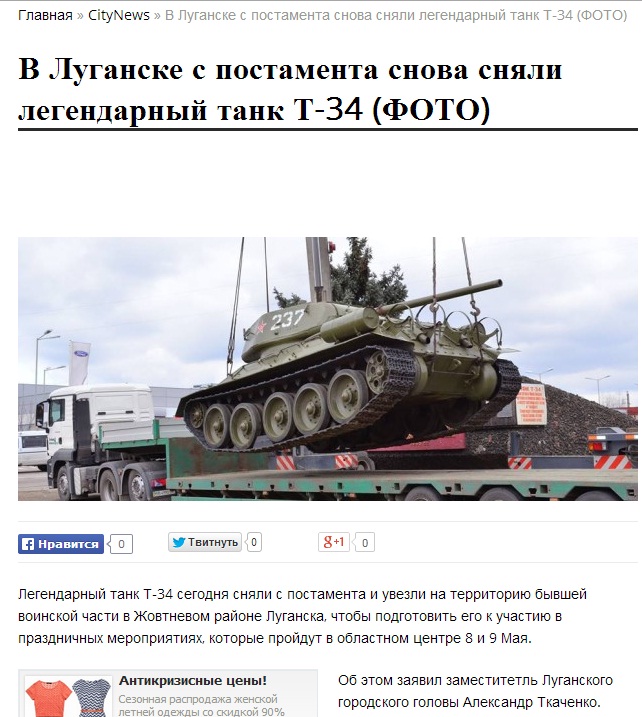 Главная » CityNews » В Луганске с постамента снова сняли легендарный танк Т-34 (ФОТО)
В Луганске с постамента снова сняли
легендарный танк Т-34 (ФОТО)
237
Нравится 0
Твитнуть 0
g+1 0
Легендарный танк Т-34 сегодня сняли с постамента и увезли на территорию бывшей
воинской части в Жовтневом районе Луганска, чтобы подготовить его к участию в
праздничных мероприятиях, которые пройдут в областном центре 8 и 9 Мая.
Антикризисные цены!
Сезонная распродажа женской
летней одежды со скидкой 90%
Об этом заявил заместитетль Луганского
городского головы Александр Ткаченко.